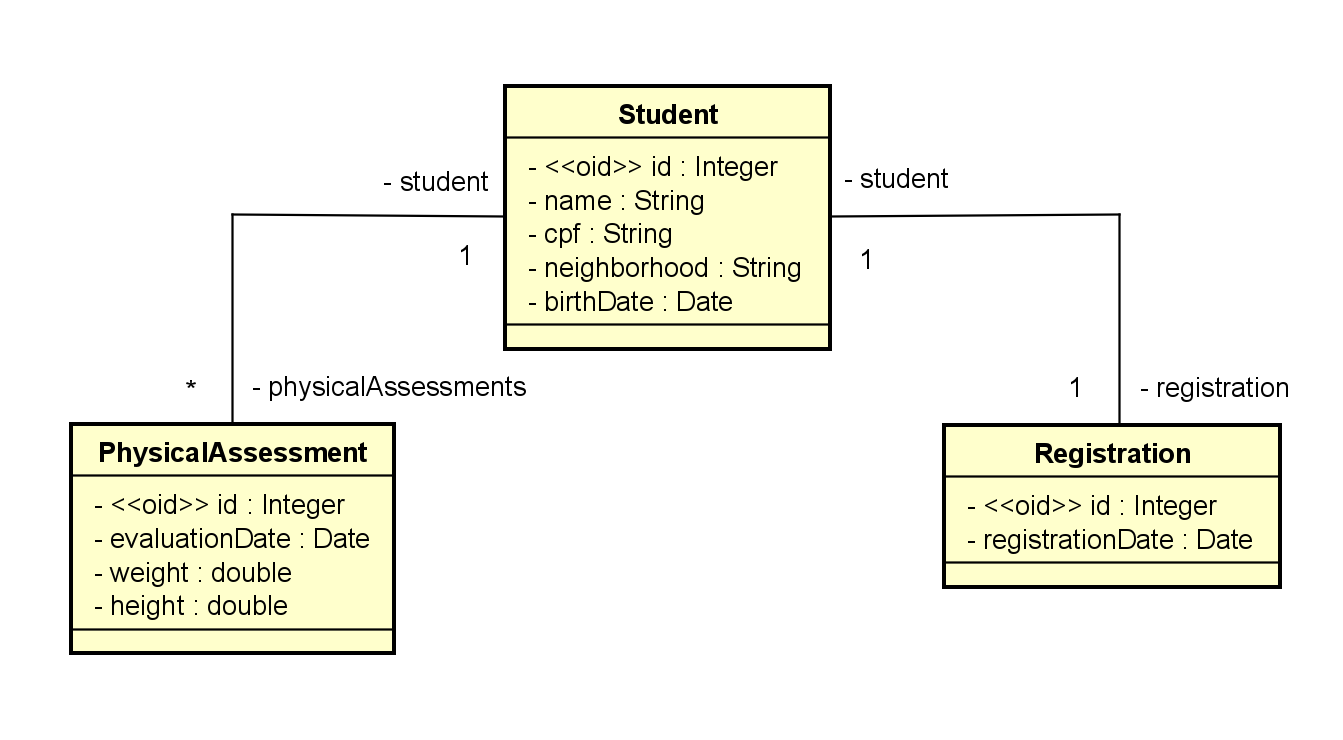 Student
- <<oid>> id : Integer
- name : String
- cpf : String
- neighborhood : String
- birthDate : Date
- student
1
- student
1
*
- physicalAssessments
1
- registration
PhysicalAssessment
- <<oid>> id : Integer
- evaluationDate : Date
- weight : double
- height : double
Registration
- <<oid>> id : Integer
- registrationDate : Date